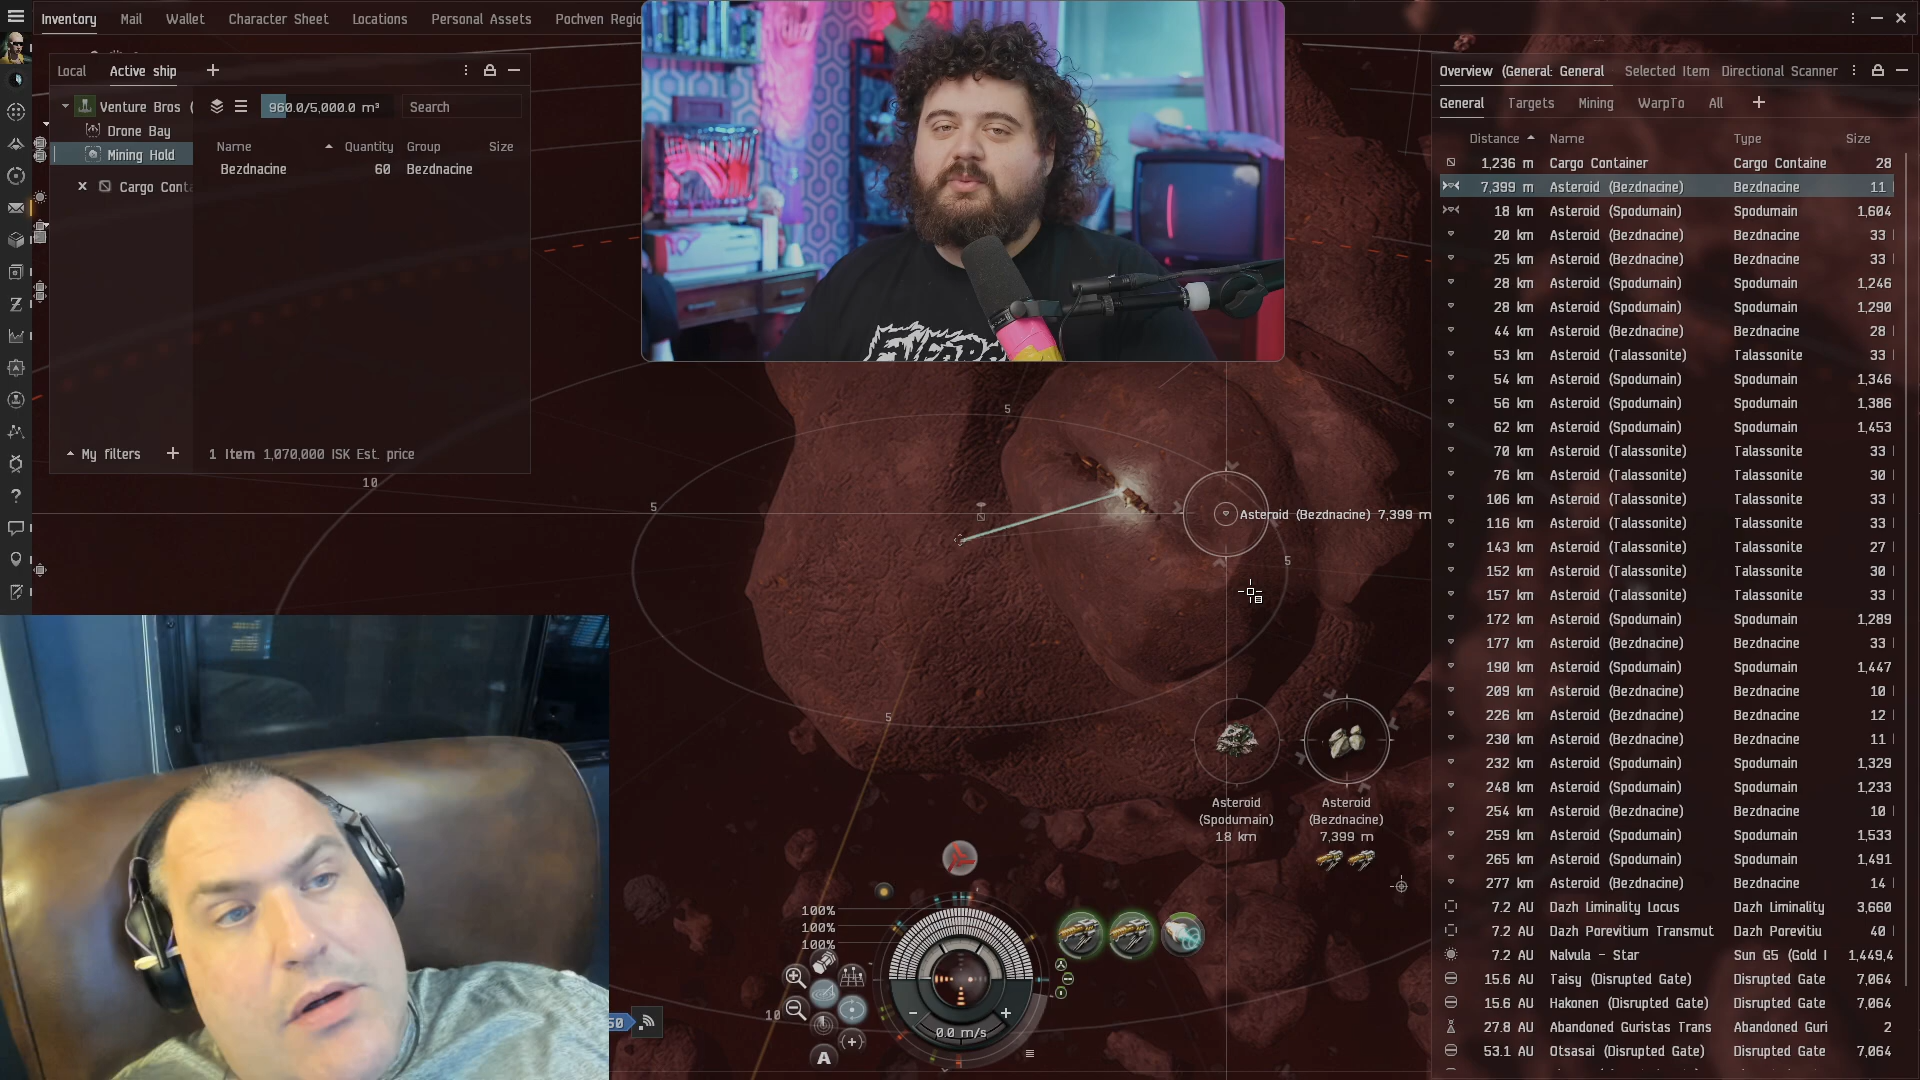 Inventory Mail Wallet Character Sheet Locations Personal Assets Pochven Regio
Local Active ship
Venture Bros (
960.0/5,000.0 m³
Search
Drone Bay
Mining Hold
Cargo Conta
Name Quantity Group Size
Bezdnacine 60 Bezdnacine
My filters
1 Item 1,070,000 ISK Est. price
10
5
5
5
5
10
Asteroid (Bezdnacine) 7,399 m
Asteroid
(Spodumain)
18 km
Asteroid
(Bezdnacine)
7,399 m
100%
100%
100%
0.0 m/s
A
Overview (General: General Selected Item Directional Scanner
General Targets Mining WarpTo All
Distance Name Type Size
1,236 m Cargo Container Cargo Containe 28
7,399 m Asteroid (Bezdnacine) Bezdnacine 11
18 km Asteroid (Spodumain) Spodumain 1,604
20 km Asteroid (Bezdnacine) Bezdnacine 33
25 km Asteroid (Bezdnacine) Bezdnacine 33
28 km Asteroid (Spodumain) Spodumain 1,246
28 km Asteroid (Spodumain) Spodumain 1,290
44 km Asteroid (Bezdnacine) Bezdnacine 28
53 km Asteroid (Talassonite) Talassonite 33
54 km Asteroid (Spodumain) Spodumain 1,346
56 km Asteroid (Spodumain) Spodumain 1,386
62 km Asteroid (Spodumain) Spodumain 1,453
70 km Asteroid (Talassonite) Talassonite 33
76 km Asteroid (Talassonite) Talassonite 30
106 km Asteroid (Talassonite) Talassonite 33
116 km Asteroid (Talassonite) Talassonite 33
143 km Asteroid (Talassonite) Talassonite 27
152 km Asteroid (Talassonite) Talassonite 30
157 km Asteroid (Talassonite) Talassonite 33
172 km Asteroid (Spodumain) Spodumain 1,289
177 km Asteroid (Bezdnacine) Bezdnacine 33
190 km Asteroid (Spodumain) Spodumain 1,447
209 km Asteroid (Bezdnacine) Bezdnacine 10
226 km Asteroid (Bezdnacine) Bezdnacine 12
230 km Asteroid (Bezdnacine) Bezdnacine 11
232 km Asteroid (Spodumain) Spodumain 1,329
248 km Asteroid (Spodumain) Spodumain 1,233
254 km Asteroid (Bezdnacine) Bezdnacine 10
259 km Asteroid (Spodumain) Spodumain 1,533
265 km Asteroid (Spodumain) Spodumain 1,491
277 km Asteroid (Bezdnacine) Bezdnacine 14
7.2 AU Dazh Liminality Locus Dazh Liminality 3,660
7.2 AU Dazh Porevitium Transmut Dazh Porevitiu 40
7.2 AU Nalvula - Star Sun G5 (Gold 1,449,4
15.6 AU Taisy (Disrupted Gate) Disrupted Gate 7,064
15.6 AU Hakonen (Disrupted Gate) Disrupted Gate 7,064
27.8 AU Abandoned Guristas Trans Abandoned Guri 2
53.1 AU Otsasai (Disrupted Gate) Disrupted Gate 7,064